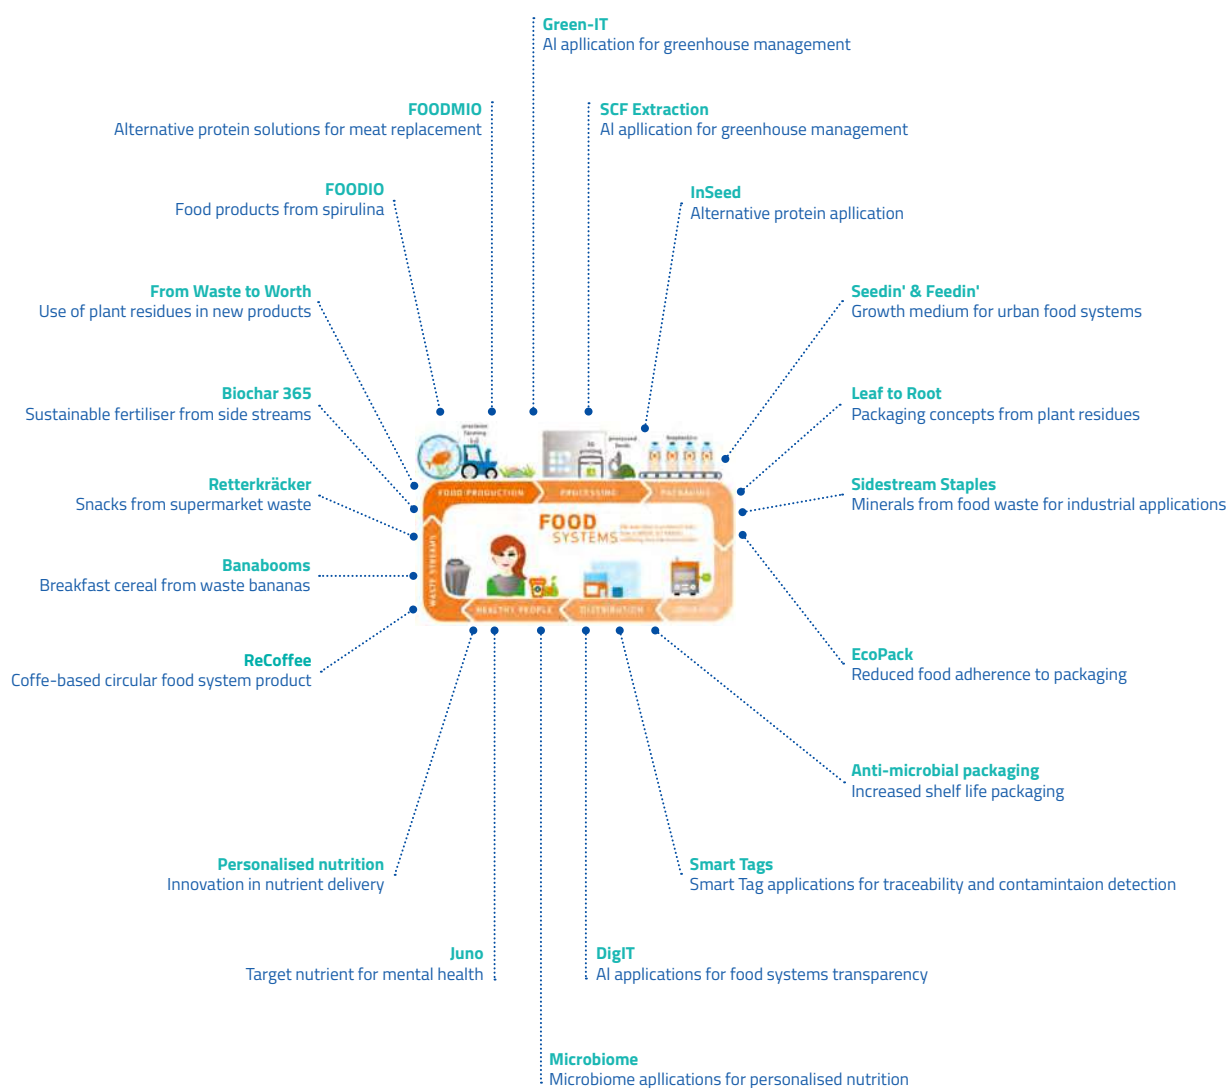 Green-IT
AI apllication for greenhouse management
FOODMIO
Alternative protein solutions for meat replacement
SCF Extraction
AI apllication for greenhouse management
FOODIO
Food products from spirulina
InSeed
Alternative protein apllication
From Waste to Worth
Use of plant residues in new products
Seedin' & Feedin'
Growth medium for urban food systems
Biochar 365
Sustainable fertiliser from side streams
Leaf to Root
Packaging concepts from plant residues
precision
farming
processed
foods
FOOD PRODUCTION
PROCESSING
PACKAGING
Retterkräcker
Snacks from supermarket waste
Sidestream Staples
Minerals from food waste for industrial applications
FOOD
SYSTEMS
WASTE STREAMS
Banabooms
Breakfast cereal from waste bananas
HEALTHY PEOPLE
DISTRIBUTION
ReCoffee
Coffe-based circular food system product
EcoPack
Reduced food adherence to packaging
Anti-microbial packaging
Increased shelf life packaging
Personalised nutrition
Innovation in nutrient delivery
Smart Tags
Smart Tag applications for traceability and contamintaion detection
Juno
Target nutrient for mental health
DigIT
AI applications for food systems transparency
Microbiome
Microbiome apllications for personalised nutrition